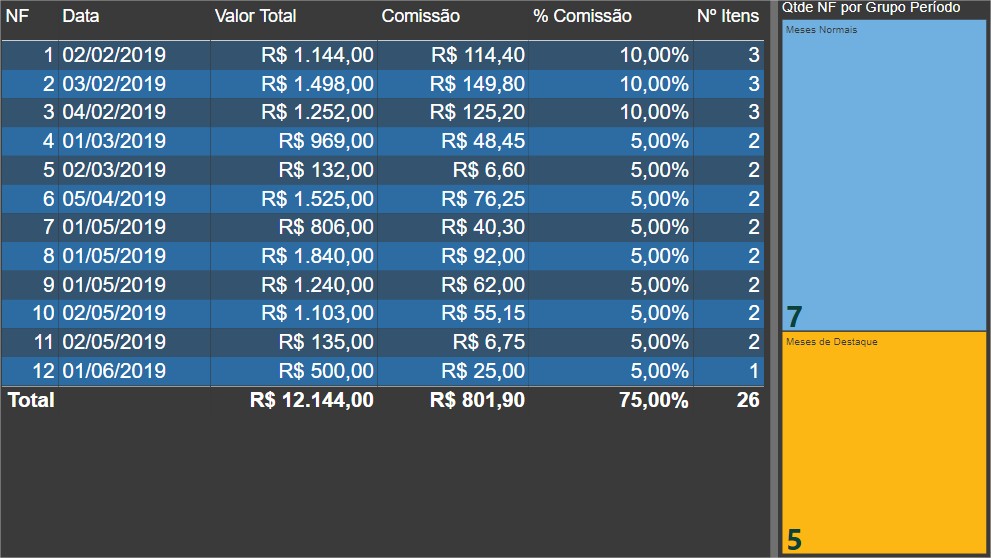 NF Data Valor Total Comissão % Comissão Nº Itens
1 02/02/2019 R$ 1.144,00 R$ 114,40 10,00% 3
2 03/02/2019 R$ 1.498,00 R$ 149,80 10,00% 3
3 04/02/2019 R$ 1.252,00 R$ 125,20 10,00% 3
4 01/03/2019 R$ 969,00 R$ 48,45 5,00% 2
5 02/03/2019 R$ 132,00 R$ 6,60 5,00% 2
6 05/04/2019 R$ 1.525,00 R$ 76,25 5,00% 2
7 01/05/2019 R$ 806,00 R$ 40,30 5,00% 2
8 01/05/2019 R$ 1.840,00 R$ 92,00 5,00% 2
9 01/05/2019 R$ 1.240,00 R$ 62,00 5,00% 2
10 02/05/2019 R$ 1.103,00 R$ 55,15 5,00% 2
11 02/05/2019 R$ 135,00 R$ 6,75 5,00% 2
12 01/06/2019 R$ 500,00 R$ 25,00 5,00% 1
Total R$ 12.144,00 R$ 801,90 75,00% 26
Qtde NF por Grupo Período
Meses Normais
7
Meses de Destaque
5